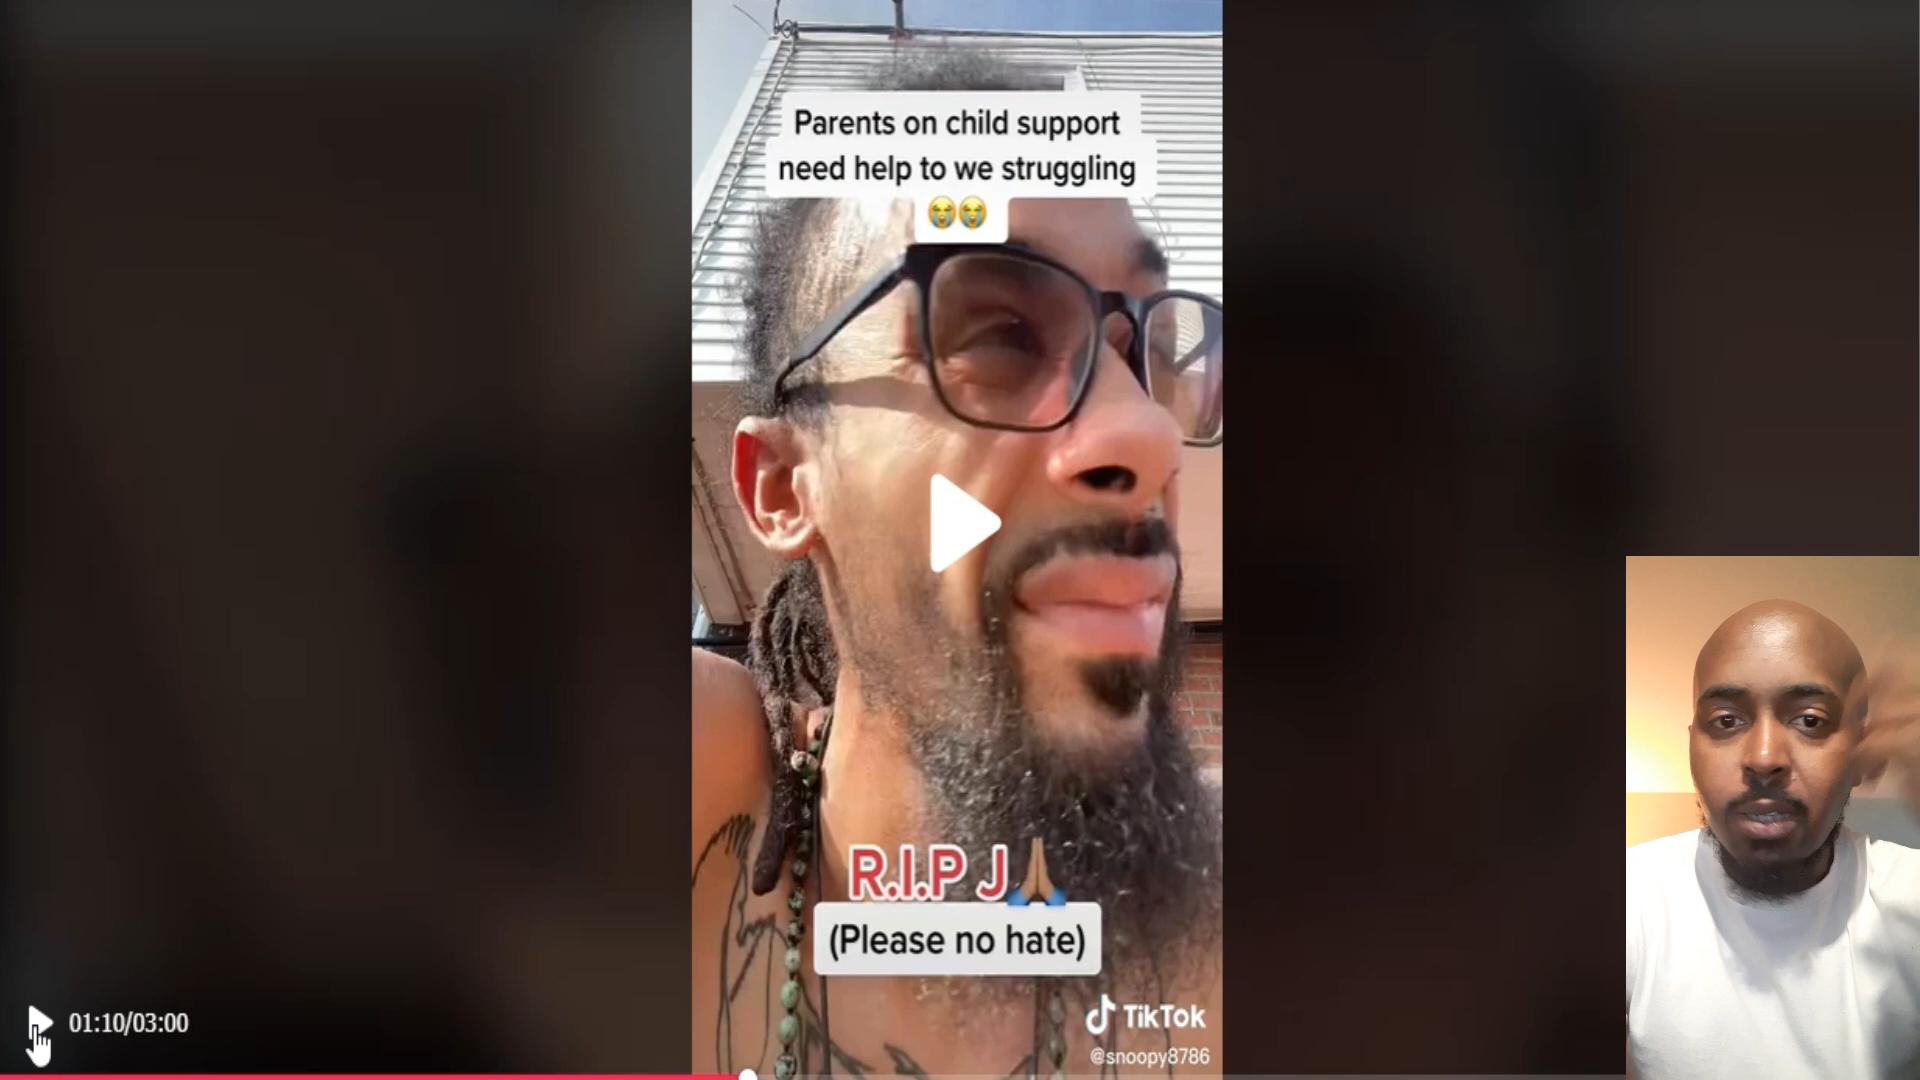 Parents on child support
need help to we struggling
😭😭
R.I.P J🙏🏽
(Please no hate)
TikTok
@snoopy8786
01:10/03:00